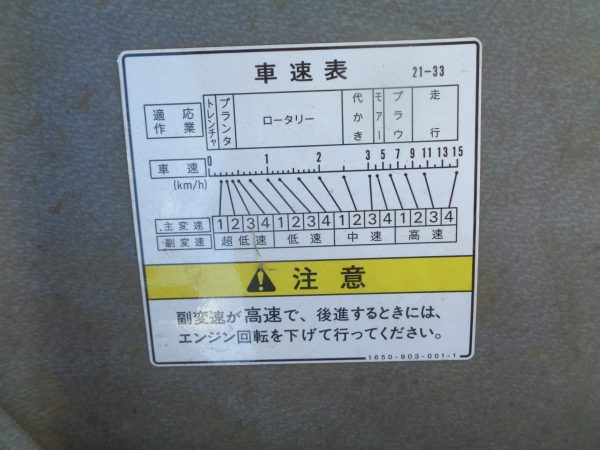 車速表 21-33
適応作業 トレンチャ プランタ ロータリー 代かき モアー プラウ 走行
車速 (km/h) 0 1 2 3 5 7 9 11 13 15
主変速 1 2 3 4 1 2 3 4 1 2 3 4 1 2 3 4
副変速 超低速 低速 中速 高速
注意
副変速が高速で、後進するときには、
エンジン回転を下げて行ってください。
1650-903-001-1